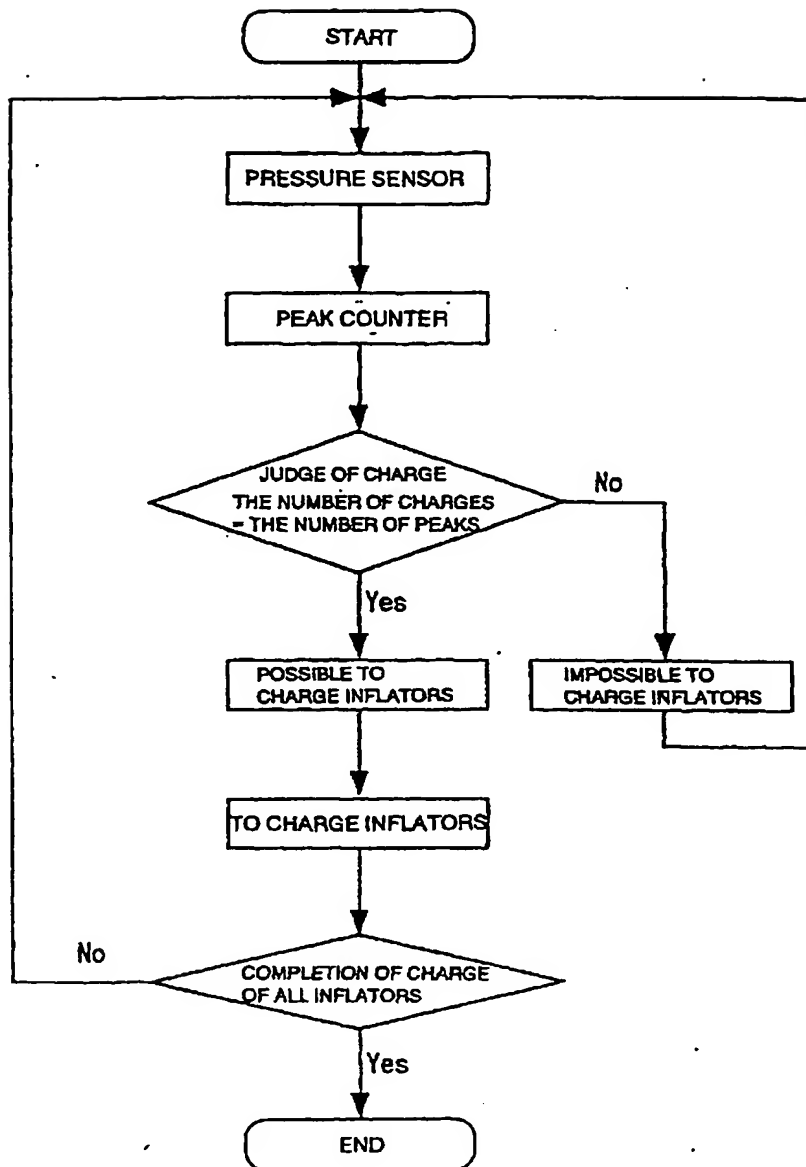 START
PRESSURE SENSOR
PEAK COUNTER
JUDGE OF CHARGE
THE NUMBER OF CHARGES
= THE NUMBER OF PEAKS
No
Yes
POSSIBLE TO
CHARGE INFLATORS
IMPOSSIBLE TO
CHARGE INFLATORS
TO CHARGE INFLATORS
No
COMPLETION OF CHARGE
OF ALL INFLATORS
Yes
END